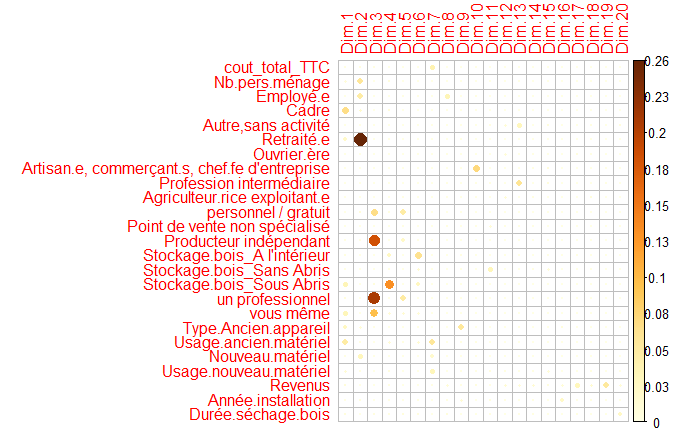 Dim.1
Dim.2
Dim.3
Dim.4
Dim.5
Dim.6
Dim.7
Dim.8
Dim.9
Dim.10
Dim.11
Dim.12
Dim.13
Dim.14
Dim.15
Dim.16
Dim.17
Dim.18
Dim.19
Dim.20
cout_total_TTC
Nb.pers.ménage
Employé.e
Cadre
Autre,sans activité
Retraité.e
Ouvrier.ère
Artisan.e, commerçant.s, chef.fe d'entreprise
Profession intermédiaire
Agriculteur.rice exploitant.e
personnel / gratuit
Point de vente non spécialisé
Producteur indépendant
Stockage.bois_A l'intérieur
Stockage.bois_Sans Abris
Stockage.bois_Sous Abris
un professionnel
vous même
Type.Ancien.appareil
Usage.ancien.matériel
Nouveau.matériel
Usage.nouveau.matériel
Revenus
Année.installation
Durée.séchage.bois
0.26
0.23
0.2
0.18
0.15
0.13
0.1
0.08
0.05
0.03
0